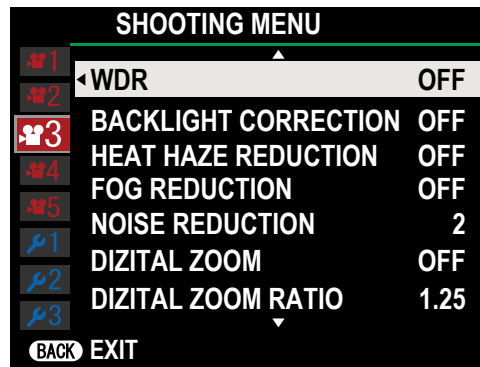 SHOOTING MENU
1
WDR OFF
2
BACKLIGHT CORRECTION OFF
3
HEAT HAZE REDUCTION OFF
4
FOG REDUCTION OFF
5
NOISE REDUCTION 2
1
DIZITAL ZOOM OFF
2
DIZITAL ZOOM RATIO 1.25
3
BACK EXIT